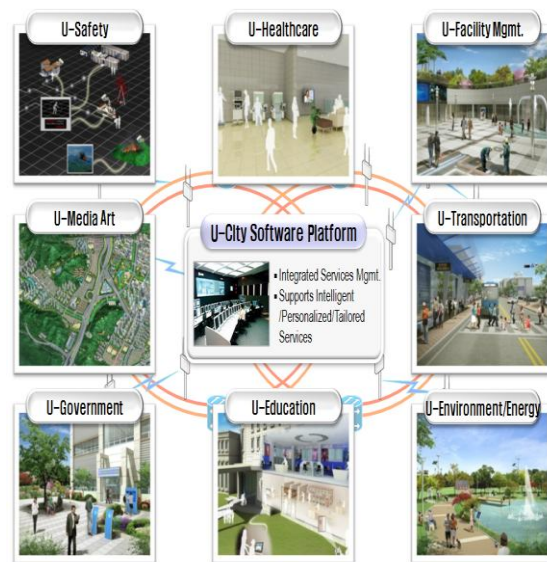 U-Safety
U-Healthcare
U-Facility Mgmt.
U-Media Art
U-City Software Platform
U-Transportation
▪ Integrated Services Mgmt.
▪ Supports Intelligent
/Personalized/Tailored
Services
U-Government
U-Education
U-Environment/Energy